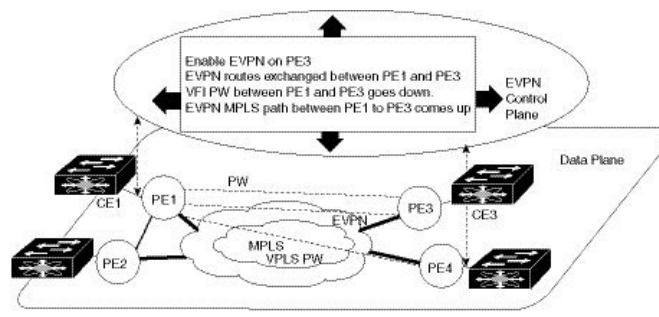 Enable EVPN on PE3
EVPN routes exchanged between PE1 and PE3
VFI PW between PE1 and PE3 goes down.
EVPN MPLS path between PE1 to PE3 comes up
EVPN
Control
Plane
Data Plane
CE1
PW
PE1
PE3
CE3
EVPN
MPLS
VPLS PW
PE2
PE4